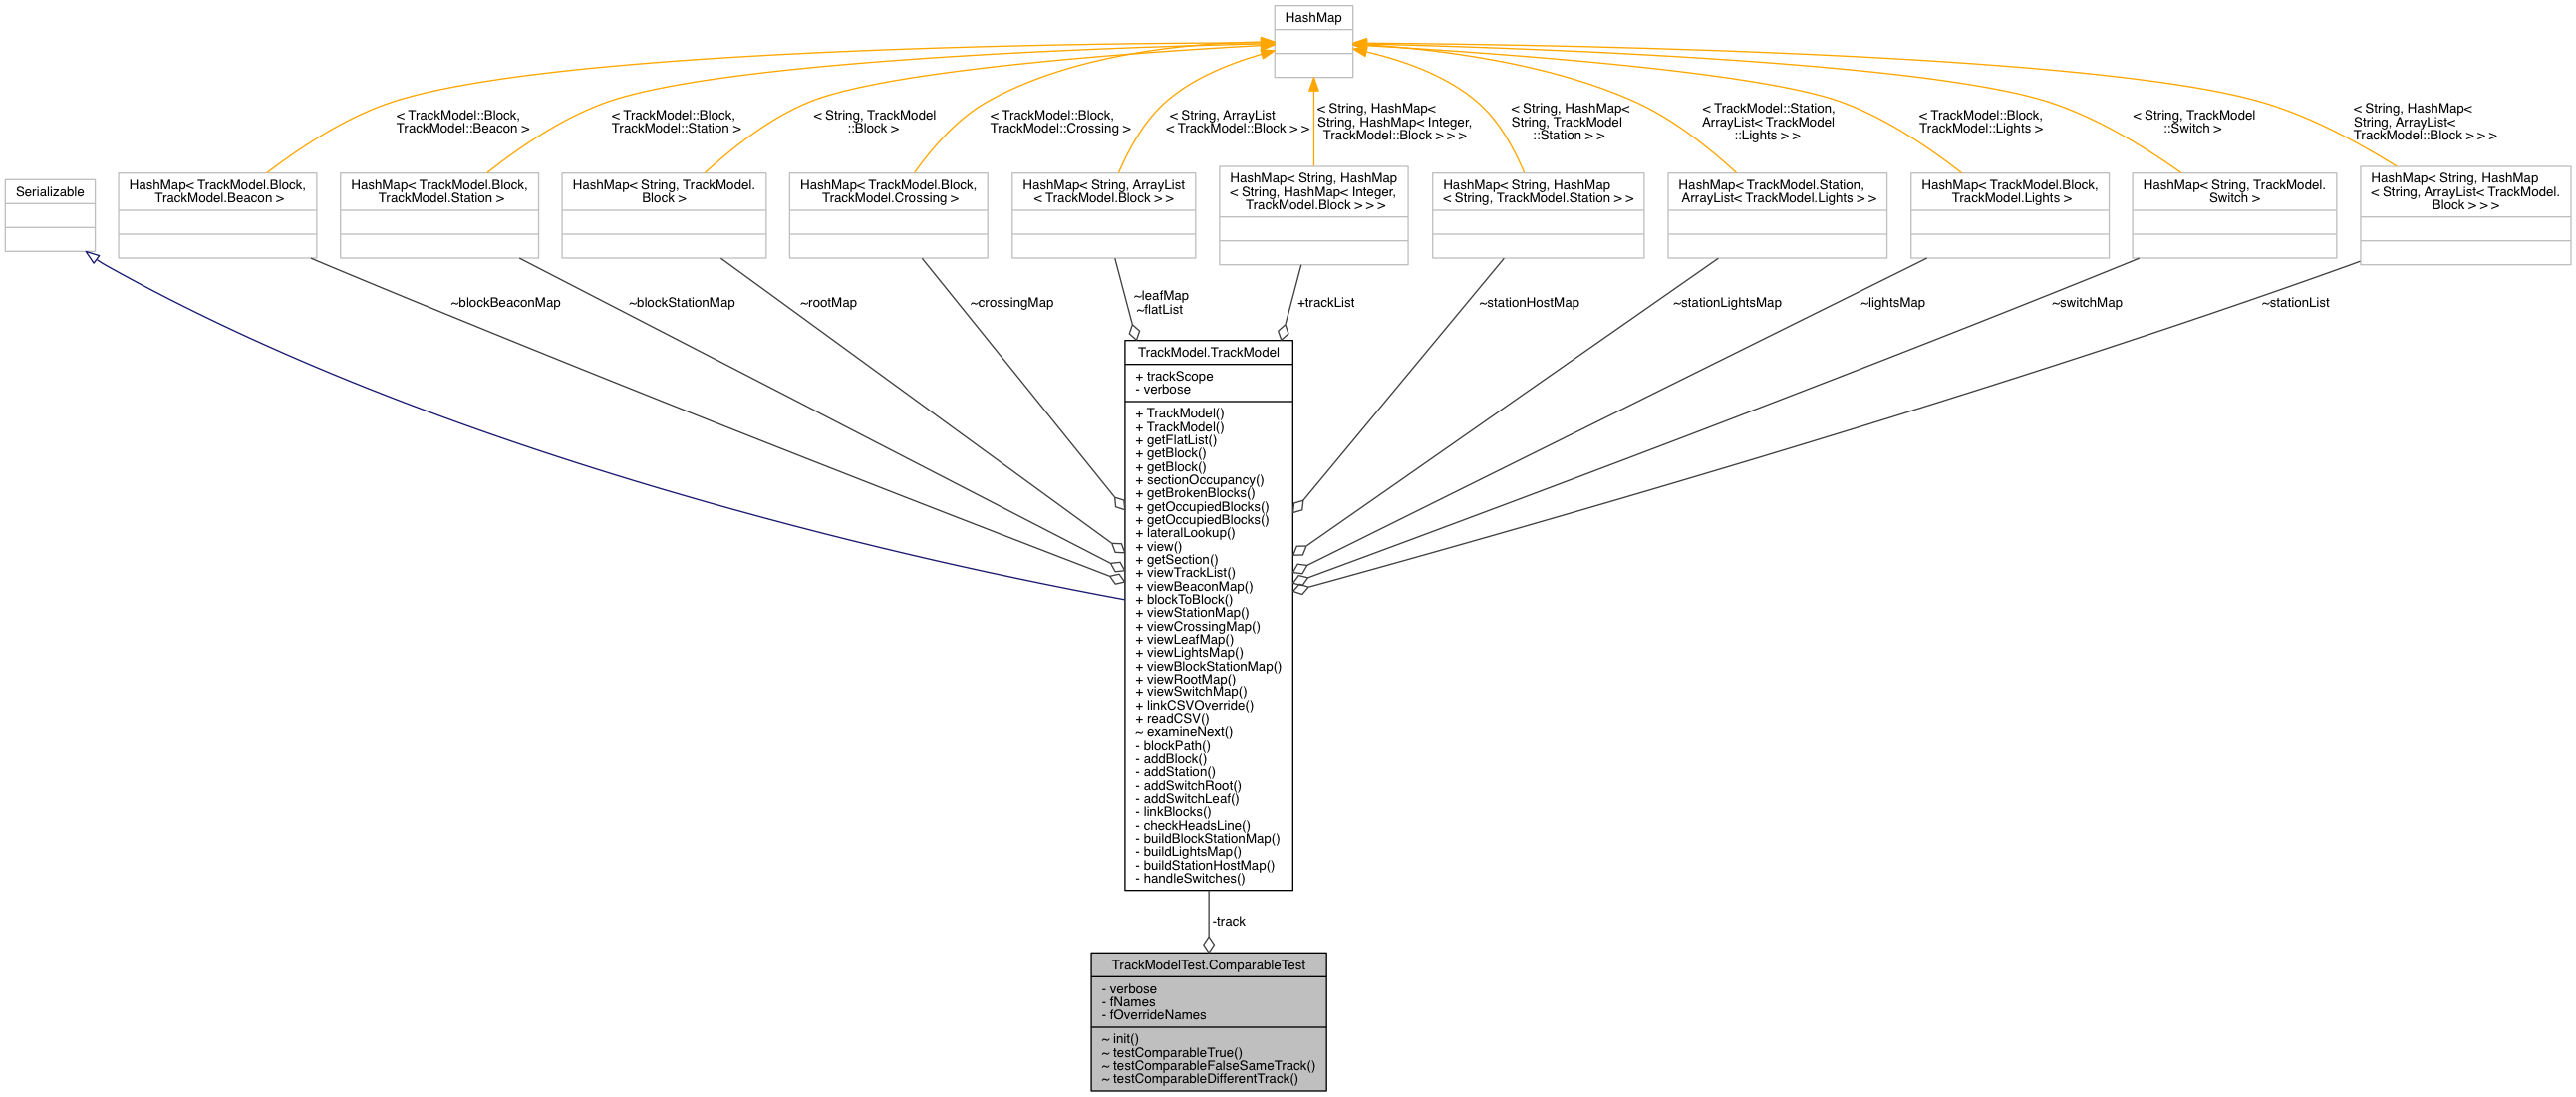 HashMap
< TrackModel::Block,
TrackModel::Beacon >
< TrackModel::Block,
TrackModel::Station >
< String, TrackModel
::Block >
< TrackModel::Block,
TrackModel::Crossing >
< String, ArrayList
< TrackModel::Block > >
< String, HashMap<
String, HashMap< Integer,
TrackModel::Block > > >
< String, HashMap<
String, TrackModel
::Station > >
< TrackModel::Station,
ArrayList< TrackModel
::Lights > >
< TrackModel::Block,
TrackModel::Lights >
< String, TrackModel
::Switch >
< String, HashMap<
String, ArrayList<
TrackModel::Block > > >
Serializable
HashMap< TrackModel.Block,
TrackModel.Beacon >
HashMap< TrackModel.Block,
TrackModel.Station >
HashMap< String, TrackModel.
Block >
HashMap< TrackModel.Block,
TrackModel.Crossing >
HashMap< String, ArrayList
< TrackModel.Block > >
HashMap< String, HashMap
< String, HashMap< Integer,
TrackModel.Block > > >
HashMap< String, HashMap
< String, TrackModel.Station > >
HashMap< TrackModel.Station,
ArrayList< TrackModel.Lights > >
HashMap< TrackModel.Block,
TrackModel.Lights >
HashMap< String, TrackModel.
Switch >
HashMap< String, HashMap
< String, ArrayList< TrackModel.
Block > > >
~blockBeaconMap
~blockStationMap
~rootMap
~crossingMap
~leafMap
~flatList
+trackList
~stationHostMap
~stationLightsMap
~lightsMap
~switchMap
~stationList
TrackModel.TrackModel
+ trackScope
- verbose
+ TrackModel()
+ TrackModel()
+ getFlatList()
+ getBlock()
+ getBlock()
+ sectionOccupancy()
+ getBrokenBlocks()
+ getOccupiedBlocks()
+ getOccupiedBlocks()
+ lateralLookup()
+ view()
+ getSection()
+ viewTrackList()
+ viewBeaconMap()
+ blockToBlock()
+ viewStationMap()
+ viewCrossingMap()
+ viewLeafMap()
+ viewLightsMap()
+ viewBlockStationMap()
+ viewRootMap()
+ viewSwitchMap()
+ linkCSVOverride()
+ readCSV()
~ examineNext()
- blockPath()
- addBlock()
- addStation()
- addSwitchRoot()
- addSwitchLeaf()
- linkBlocks()
- checkHeadsLine()
- buildBlockStationMap()
- buildLightsMap()
- buildStationHostMap()
- handleSwitches()
-track
TrackModelTest.ComparableTest
- verbose
- fNames
- fOverrideNames
~ init()
~ testComparableTrue()
~ testComparableFalseSameTrack()
~ testComparableDifferentTrack()